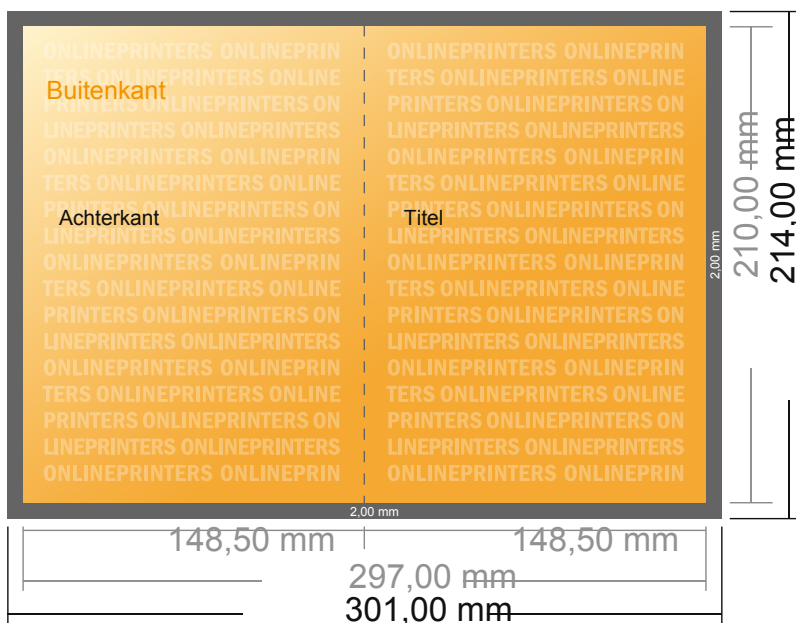 ONLINEPRINTERS ONLINEPRIN ONLINEPRINTERS ONLINEPRIN
TERS ONLINEPRINTERS ONLINE TERS ONLINEPRINTERS ONLINE
Buitenkant
PRINTERS ONLINEPRINTERS ON PRINTERS ONLINEPRINTERS ON
LINEPRINTERS ONLINEPRINTERS LINEPRINTERS ONLINEPRINTERS
ONLINEPRINTERS ONLINEPRIN ONLINEPRINTERS ONLINEPRIN
TERS ONLINEPRINTERS ONLINE TERS ONLINEPRINTERS ONLINE
PRINTERS ONLINEPRINTERS ON PRINTERS ONLINEPRINTERS ON
Achterkant Titel
LINEPRINTERS ONLINEPRINTERS LINEPRINTERS ONLINEPRINTERS
ONLINEPRINTERS ONLINEPRIN ONLINEPRINTERS ONLINEPRIN
TERS ONLINEPRINTERS ONLINE TERS ONLINEPRINTERS ONLINE
PRINTERS ONLINEPRINTERS ON PRINTERS ONLINEPRINTERS ON
LINEPRINTERS ONLINEPRINTERS LINEPRINTERS ONLINEPRINTERS
ONLINEPRINTERS ONLINEPRIN ONLINEPRINTERS ONLINEPRIN
TERS ONLINEPRINTERS ONLINE TERS ONLINEPRINTERS ONLINE
PRINTERS ONLINEPRINTERS ON PRINTERS ONLINEPRINTERS ON
LINEPRINTERS ONLINEPRINTERS LINEPRINTERS ONLINEPRINTERS
ONLINEPRINTERS ONLINEPRIN ONLINEPRINTERS ONLINEPRIN
2,00 mm
210,00 mm
214,00 mm
2,00 mm
148,50 mm 148,50 mm
297,00 mm
301,00 mm